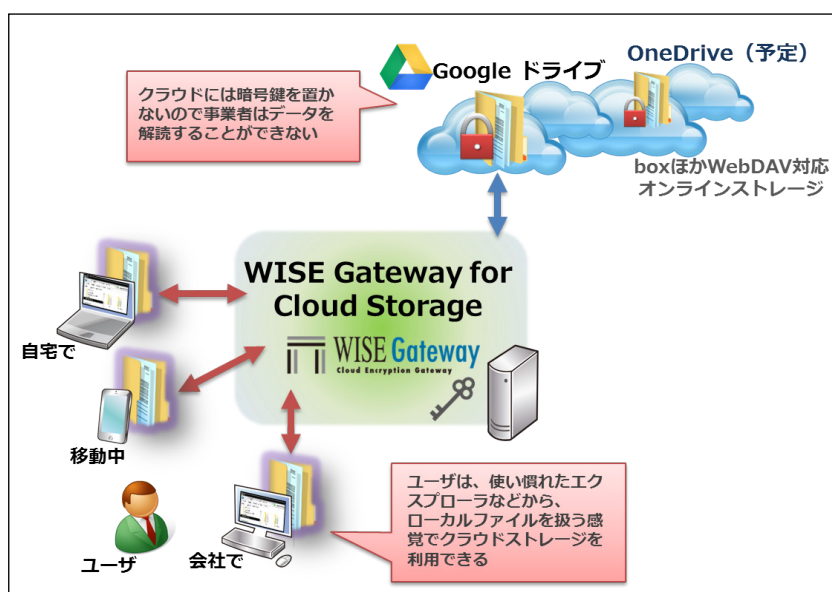 Google ドライブ
OneDrive（予定）
クラウドには暗号鍵を置か
ないので事業者はデータを
解読することができない
boxほかWebDAV対応
オンラインストレージ
WISE Gateway for
Cloud Storage
WISE Gateway
Cloud Encryption Gateway
自宅で
移動中
ユーザ
会社で
ユーザは、使い慣れたエク
スプローラなどから、
ローカルファイルを扱う感
覚でクラウドストレージを
利用できる